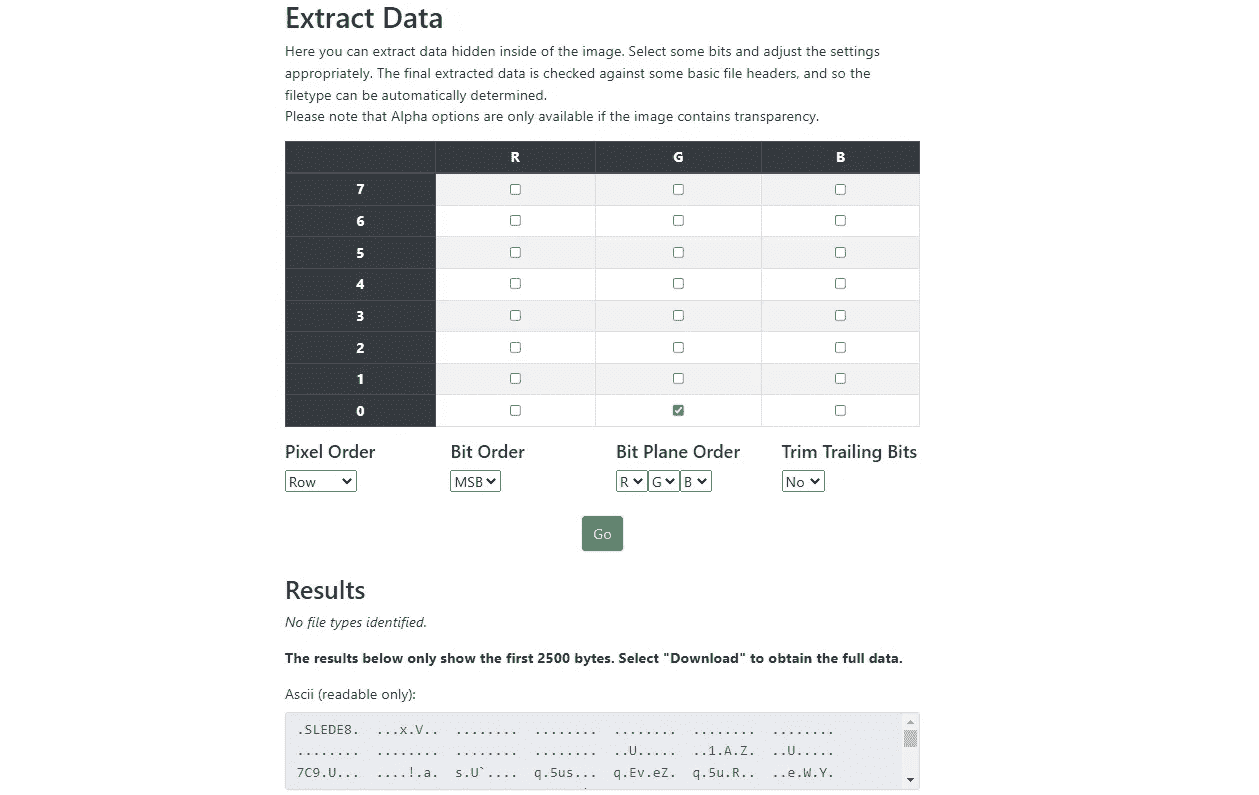 Extract Data
Here you can extract data hidden inside of the image. Select some bits and adjust the settings
appropriately. The final extracted data is checked against some basic file headers, and so the
filetype can be automatically determined.
Please note that Alpha options are only available if the image contains transparency.
R G B
7
6
5
4
3
2
1
0
Pixel Order Bit Order Bit Plane Order Trim Trailing Bits
Row MSB R G B No
Go
Results
No file types identified.
The results below only show the first 2500 bytes. Select "Download" to obtain the full data.
Ascii (readable only):
.SLEDE8. ...x.V.. ........ ........ ........ ........ ........
........ ........ ........ ........ ..U..... ..1.A.Z. ..U.....
7C9.U... ....!.a. s.U`.... q.5us... q.Ev.eZ. q.5u.R.. ..e.W.Y.